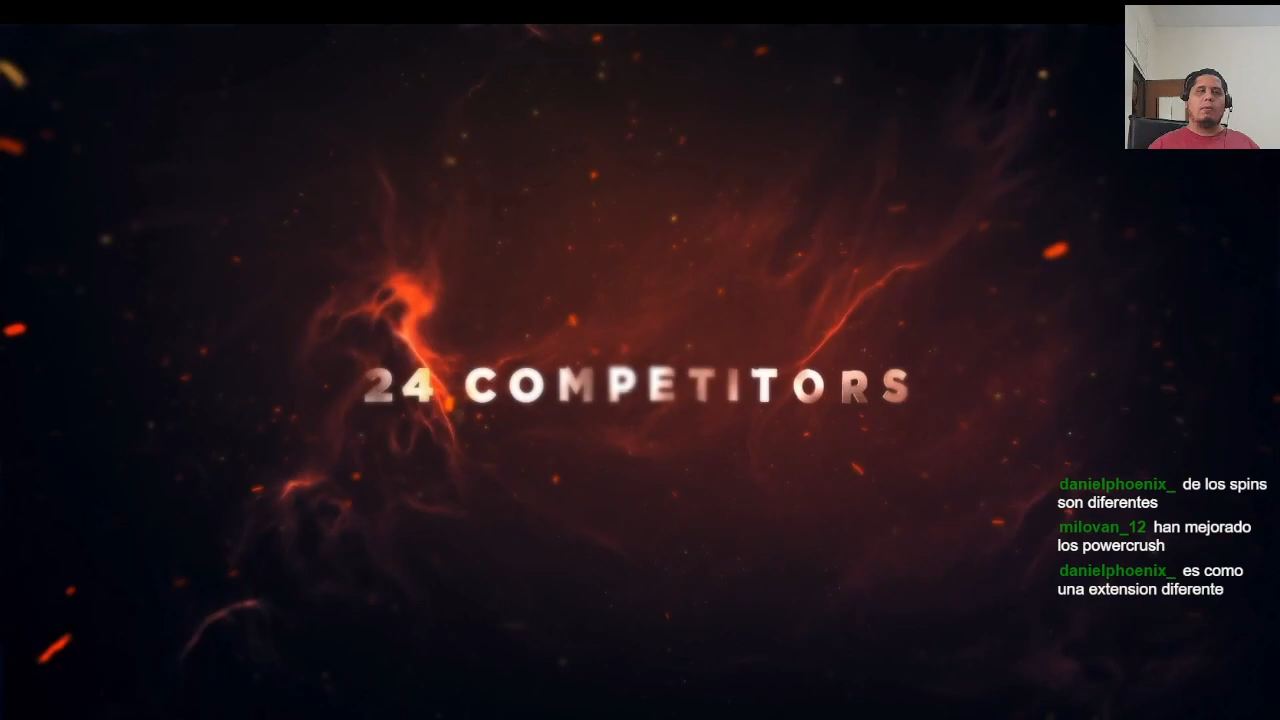 24 COMPETITORS
danielphoenix_ de los spins
son diferentes
milovan_12 han mejorado
los powercrush
danielphoenix_ es como
una extension diferente